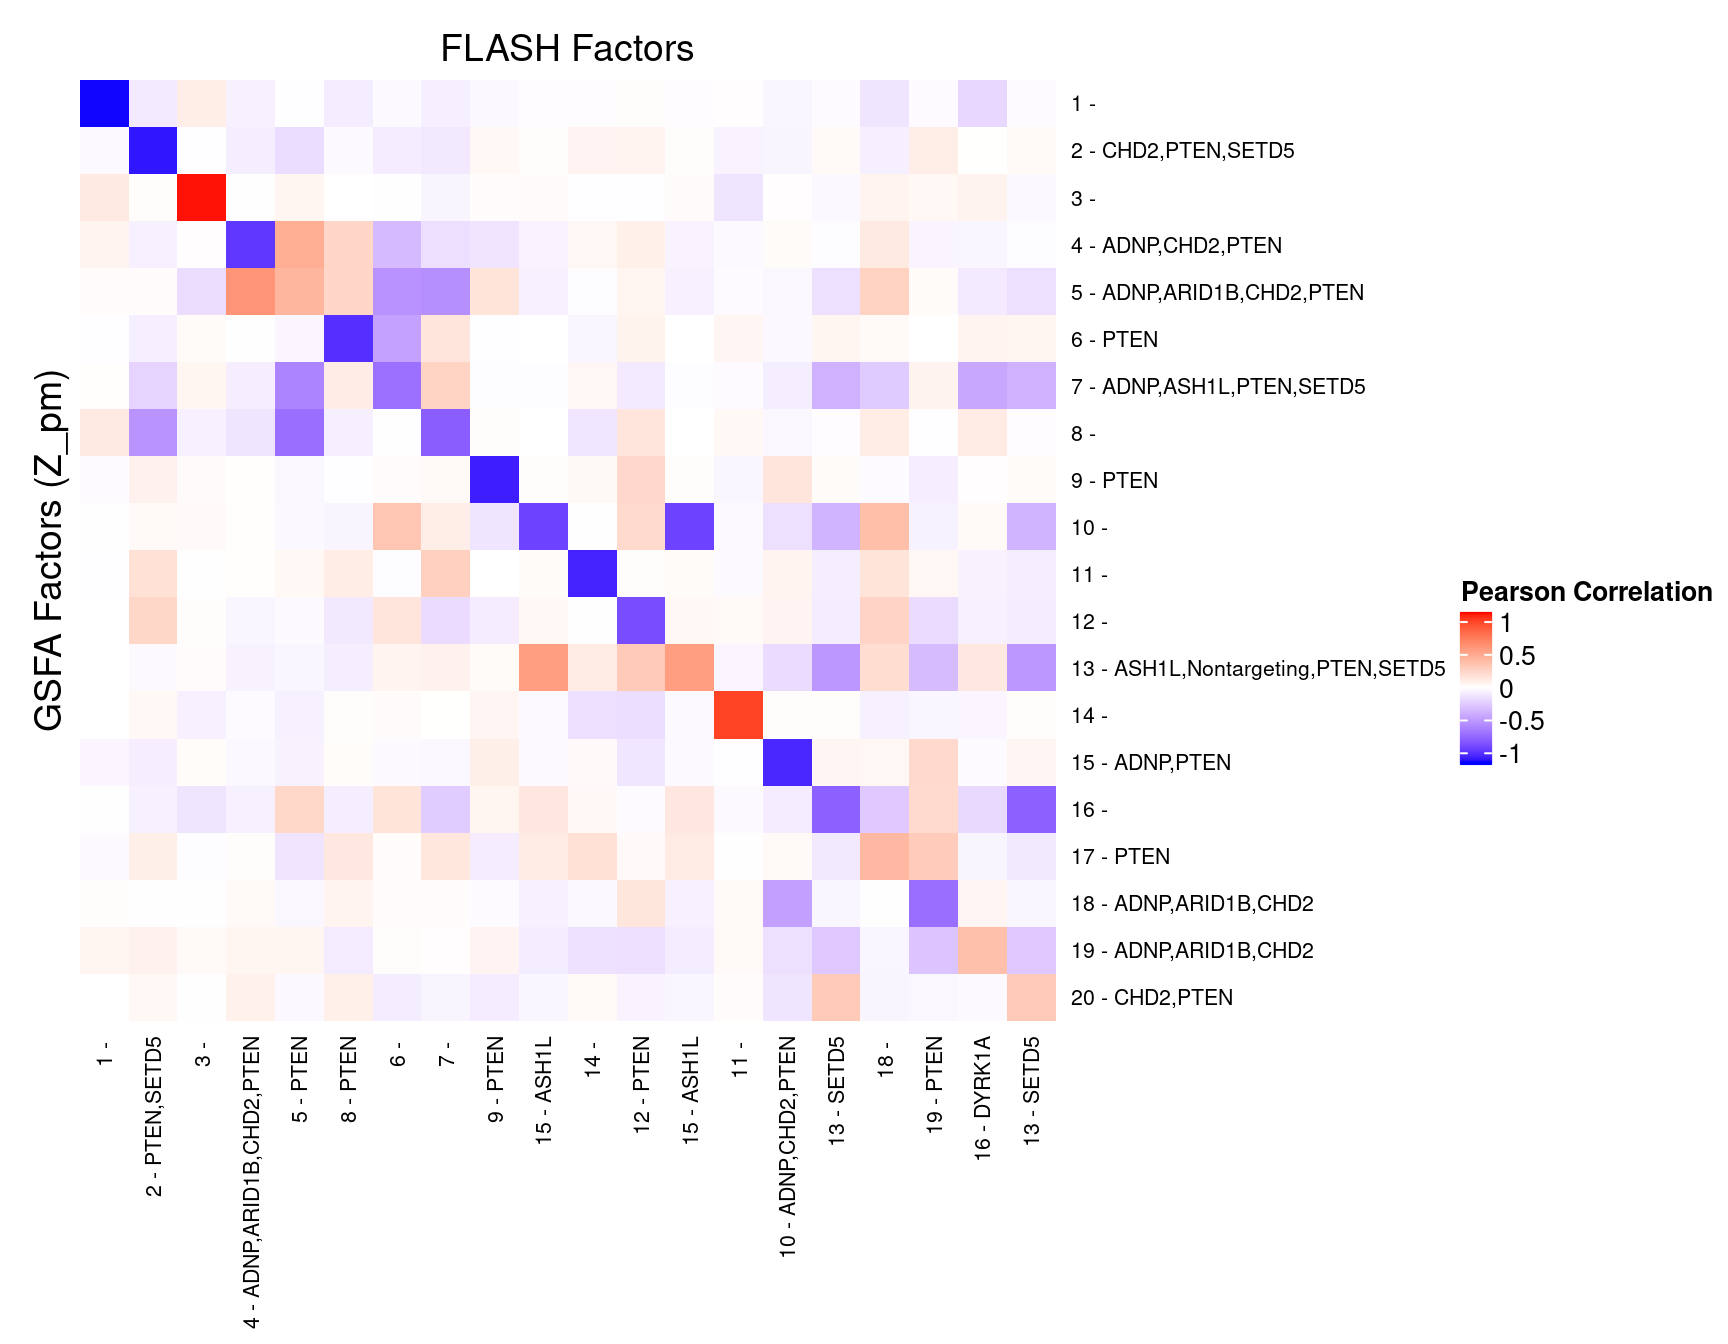 FLASH Factors
GSFA Factors (Z_pm)
1 -
2 - CHD2,PTEN,SETD5
3 -
4 - ADNP,CHD2,PTEN
5 - ADNP,ARID1B,CHD2,PTEN
6 - PTEN
7 - ADNP,ASH1L,PTEN,SETD5
8 -
9 - PTEN
10 -
11 -
12 -
13 - ASH1L,Nontargeting,PTEN,SETD5
14 -
15 - ADNP,PTEN
16 -
17 - PTEN
18 - ADNP,ARID1B,CHD2
19 - ADNP,ARID1B,CHD2
20 - CHD2,PTEN
Pearson Correlation
1
0.5
0
-0.5
-1
1 -
2 - PTEN,SETD5
3 -
4 - ADNP,ARID1B,CHD2,PTEN
5 - PTEN
8 - PTEN
6 -
7 -
9 - PTEN
15 - ASH1L
14 -
12 - PTEN
15 - ASH1L
11 -
10 - ADNP,CHD2,PTEN
13 - SETD5
18 -
19 - PTEN
16 - DYRK1A
13 - SETD5